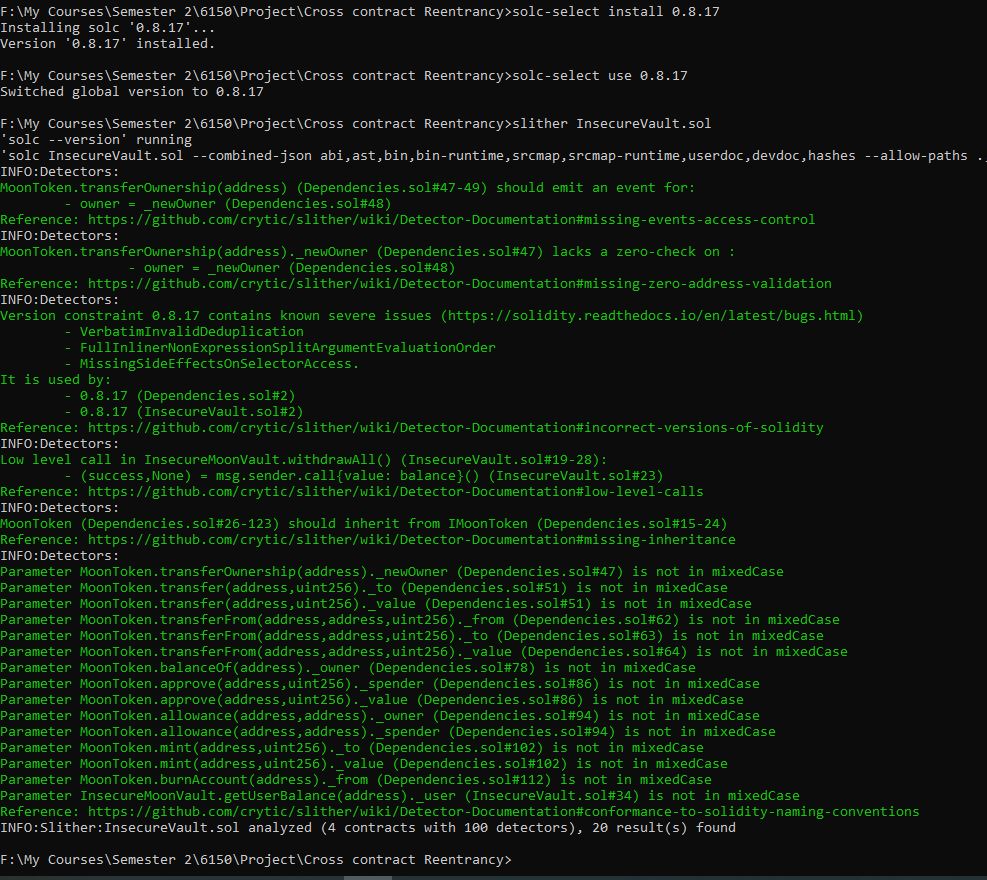 F:\My Courses\Semester 2\6150\Project\Cross contract Reentrancy>solc-select install 0.8.17
Installing solc '0.8.17'...
Version '0.8.17' installed.
F:\My Courses\Semester 2\6150\Project\Cross contract Reentrancy>solc-select use 0.8.17
Switched global version to 0.8.17
F:\My Courses\Semester 2\6150\Project\Cross contract Reentrancy>slither InsecureVault.sol
'solc --version' running
'solc InsecureVault.sol --combined-json abi,ast,bin,bin-runtime,srcmap,srcmap-runtime,userdoc,devdoc,hashes --allow-paths .,
INFO:Detectors:
MoonToken.transferOwnership(address) (Dependencies.sol#47-49) should emit an event for:
        - owner = _newOwner (Dependencies.sol#48)
Reference: https://github.com/crytic/slither/wiki/Detector-Documentation#missing-events-access-control
INFO:Detectors:
MoonToken.transferOwnership(address)._newOwner (Dependencies.sol#47) lacks a zero-check on :
                - owner = _newOwner (Dependencies.sol#48)
Reference: https://github.com/crytic/slither/wiki/Detector-Documentation#missing-zero-address-validation
INFO:Detectors:
Version constraint 0.8.17 contains known severe issues (https://solidity.readthedocs.io/en/latest/bugs.html)
        - VerbatimInvalidDeduplication
        - FullInlinerNonExpressionSplitArgumentEvaluationOrder
        - MissingSideEffectsOnSelectorAccess.
It is used by:
        - 0.8.17 (Dependencies.sol#2)
        - 0.8.17 (InsecureVault.sol#2)
Reference: https://github.com/crytic/slither/wiki/Detector-Documentation#incorrect-versions-of-solidity
INFO:Detectors:
Low level call in InsecureMoonVault.withdrawAll() (InsecureVault.sol#19-28):
        - (success,None) = msg.sender.call{value: balance}() (InsecureVault.sol#23)
Reference: https://github.com/crytic/slither/wiki/Detector-Documentation#low-level-calls
INFO:Detectors:
MoonToken (Dependencies.sol#26-123) should inherit from IMoonToken (Dependencies.sol#15-24)
Reference: https://github.com/crytic/slither/wiki/Detector-Documentation#missing-inheritance
INFO:Detectors:
Parameter MoonToken.transferOwnership(address)._newOwner (Dependencies.sol#47) is not in mixedCase
Parameter MoonToken.transfer(address,uint256)._to (Dependencies.sol#51) is not in mixedCase
Parameter MoonToken.transfer(address,uint256)._value (Dependencies.sol#51) is not in mixedCase
Parameter MoonToken.transferFrom(address,address,uint256)._from (Dependencies.sol#62) is not in mixedCase
Parameter MoonToken.transferFrom(address,address,uint256)._to (Dependencies.sol#63) is not in mixedCase
Parameter MoonToken.transferFrom(address,address,uint256)._value (Dependencies.sol#64) is not in mixedCase
Parameter MoonToken.balanceOf(address)._owner (Dependencies.sol#78) is not in mixedCase
Parameter MoonToken.approve(address,uint256)._spender (Dependencies.sol#86) is not in mixedCase
Parameter MoonToken.approve(address,uint256)._value (Dependencies.sol#86) is not in mixedCase
Parameter MoonToken.allowance(address,address)._owner (Dependencies.sol#94) is not in mixedCase
Parameter MoonToken.allowance(address,address)._spender (Dependencies.sol#94) is not in mixedCase
Parameter MoonToken.mint(address,uint256)._to (Dependencies.sol#102) is not in mixedCase
Parameter MoonToken.mint(address,uint256)._value (Dependencies.sol#102) is not in mixedCase
Parameter MoonToken.burnAccount(address)._from (Dependencies.sol#112) is not in mixedCase
Parameter InsecureMoonVault.getUserBalance(address)._user (InsecureVault.sol#34) is not in mixedCase
Reference: https://github.com/crytic/slither/wiki/Detector-Documentation#conformance-to-solidity-naming-conventions
INFO:Slither:InsecureVault.sol analyzed (4 contracts with 100 detectors), 20 result(s) found
F:\My Courses\Semester 2\6150\Project\Cross contract Reentrancy>